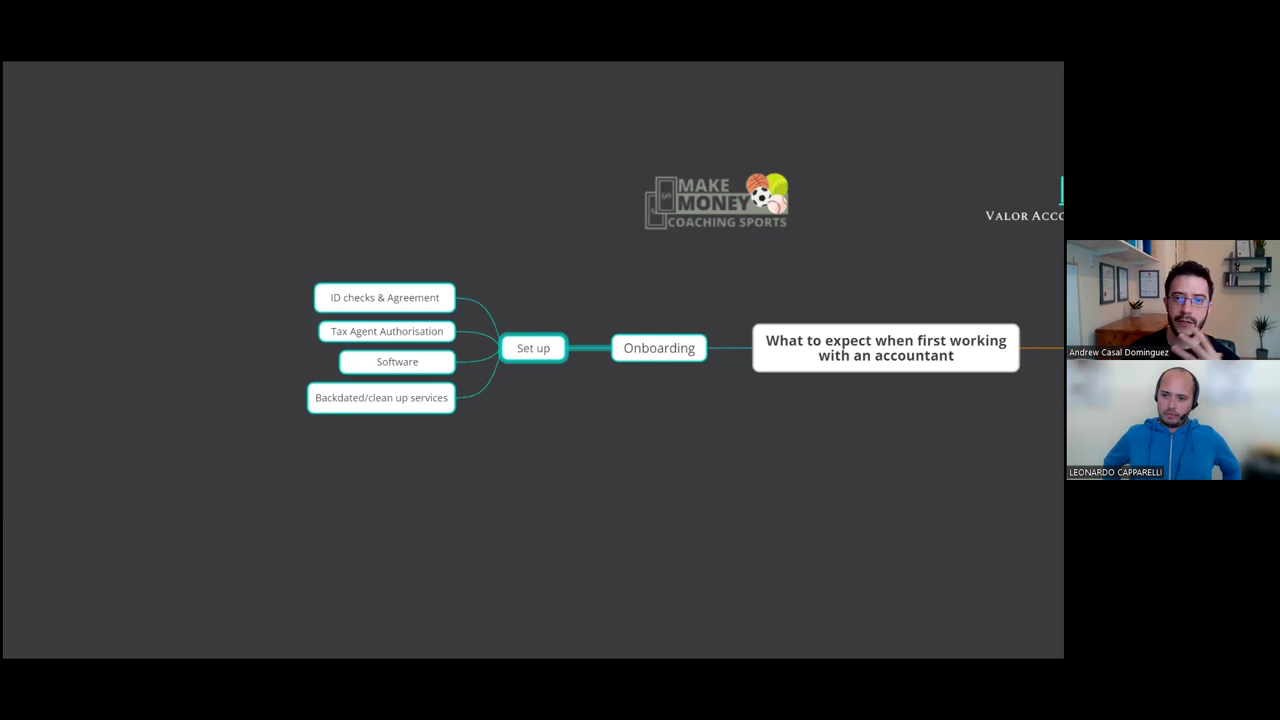 MAKE
MONEY
COACHING SPORTS
VALOR ACCO
ID checks & Agreement
Tax Agent Authorisation
Software
Backdated/clean up services
Set up
Onboarding
What to expect when first working
with an accountant
Andrew Casal Dominguez
LEONARDO CAPPARELLI